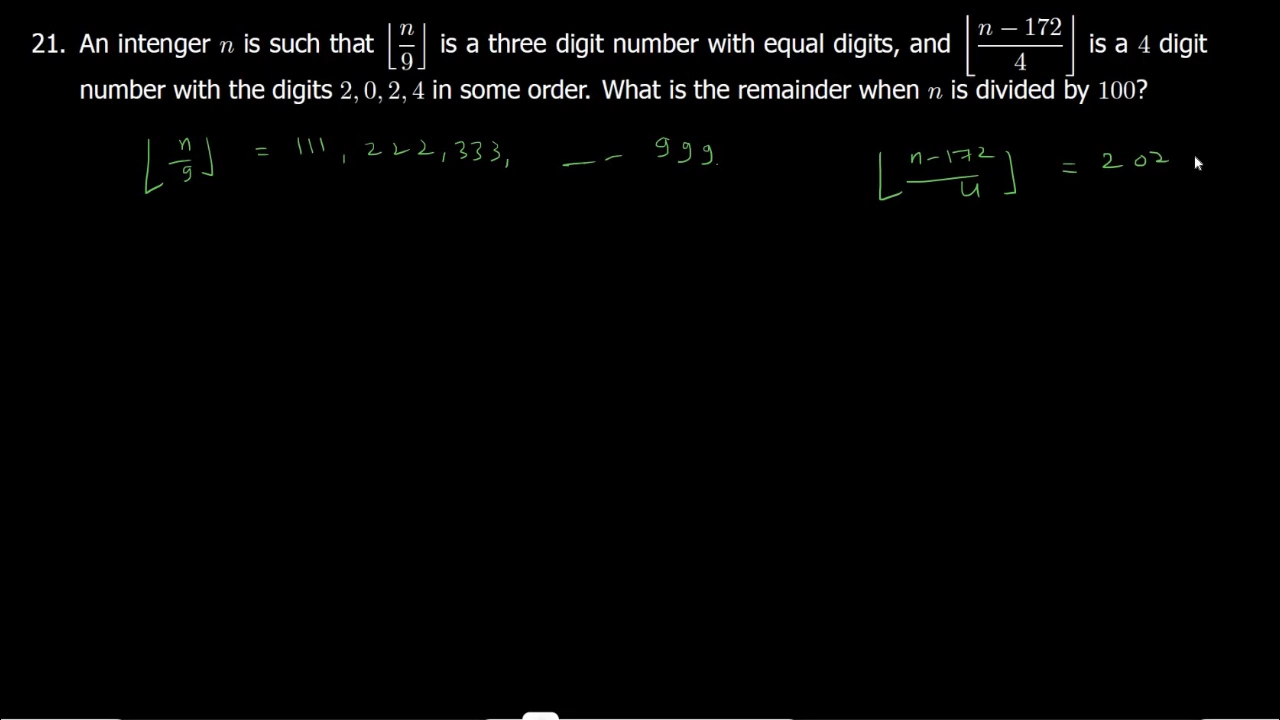 21. An intenger n is such that ⌊n/9⌋ is a three digit number with equal digits, and ⌊(n − 172)/4⌋ is a 4 digit
number with the digits 2, 0, 2, 4 in some order. What is the remainder when n is divided by 100?
⌊n/9⌋ = 111, 222, 333, — – 999. ⌊(n-172)/4⌋ = 202